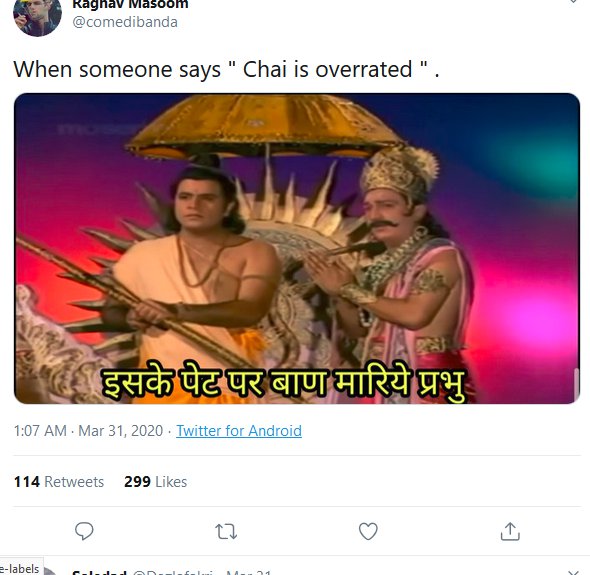 Raghav Masoom
@comedibanda
When someone says " Chai is overrated " .
इसके पेट पर बाण मारिये प्रभु
1:07 AM · Mar 31, 2020 · Twitter for Android
114 Retweets 299 Likes
e-labels